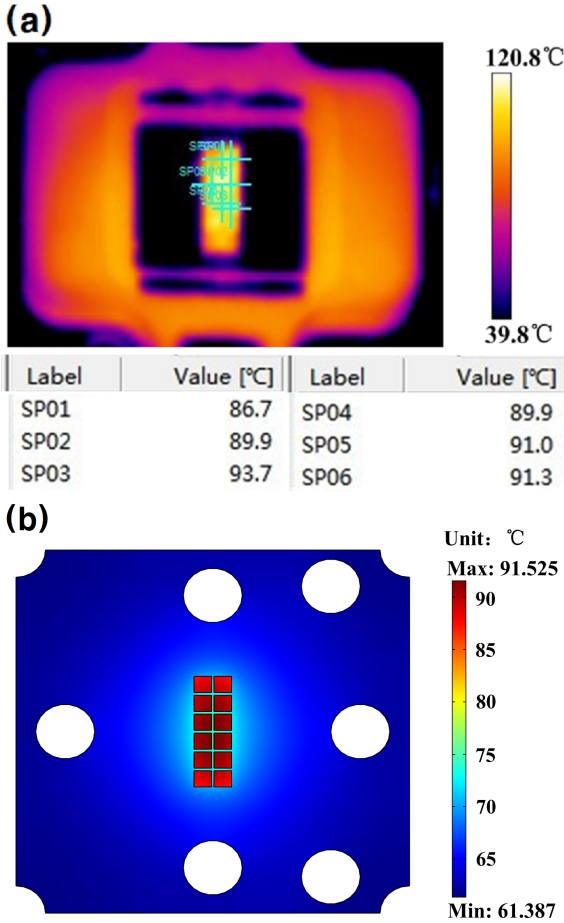 (a)
120.8℃
39.8℃
Label Value [℃] Label Value [℃]
SP01 86.7 SP04 89.9
SP02 89.9 SP05 91.0
SP03 93.7 SP06 91.3
(b)
Unit: ℃
Max: 91.525
90
85
80
75
70
65
Min: 61.387